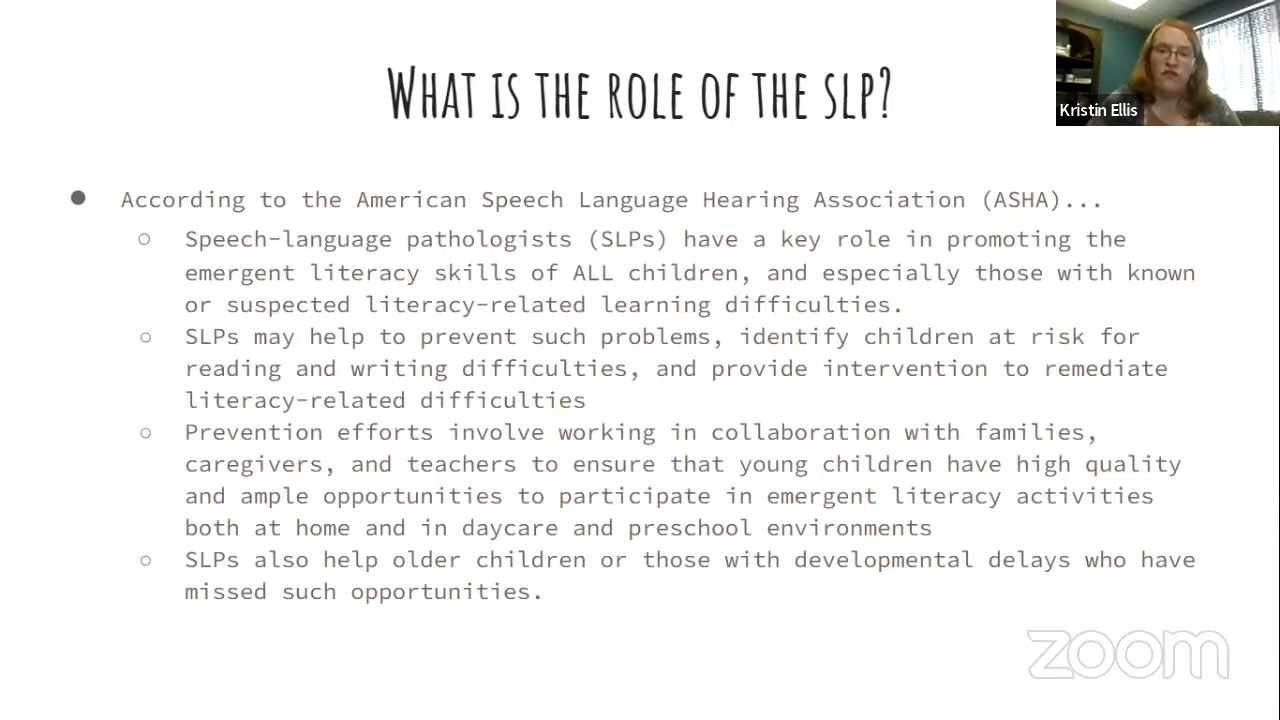 WHAT IS THE ROLE OF THE SLP?
Kristin Ellis
● According to the American Speech Language Hearing Association (ASHA)...
○ Speech-language pathologists (SLPs) have a key role in promoting the
emergent literacy skills of ALL children, and especially those with known
or suspected literacy-related learning difficulties.
○ SLPs may help to prevent such problems, identify children at risk for
reading and writing difficulties, and provide intervention to remediate
literacy-related difficulties
○ Prevention efforts involve working in collaboration with families,
caregivers, and teachers to ensure that young children have high quality
and ample opportunities to participate in emergent literacy activities
both at home and in daycare and preschool environments
○ SLPs also help older children or those with developmental delays who have
missed such opportunities.
zoom